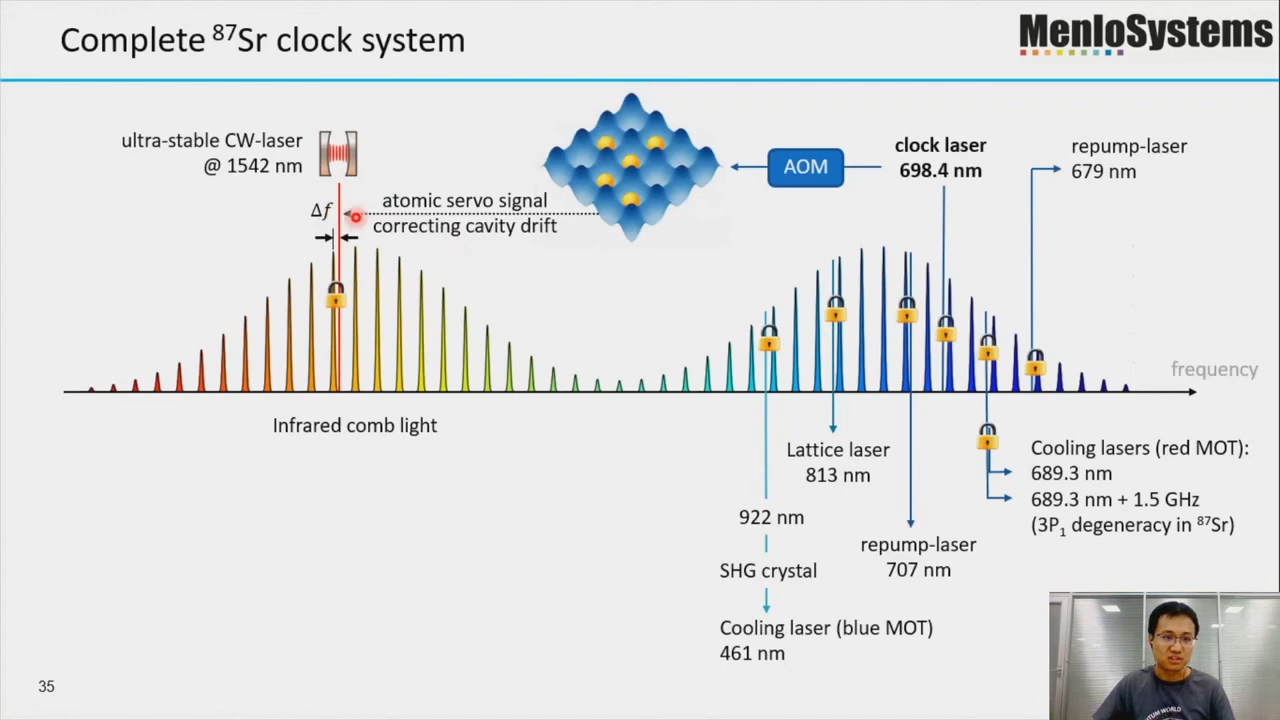 Complete ⁸⁷Sr clock system
MenloSystems
ultra-stable CW-laser
@ 1542 nm
Δf
atomic servo signal
correcting cavity drift
AOM
clock laser
698.4 nm
repump-laser
679 nm
frequency
Infrared comb light
Lattice laser
813 nm
922 nm
SHG crystal
Cooling laser (blue MOT)
461 nm
repump-laser
707 nm
Cooling lasers (red MOT):
689.3 nm
689.3 nm + 1.5 GHz
(3P₁ degeneracy in ⁸⁷Sr)
35